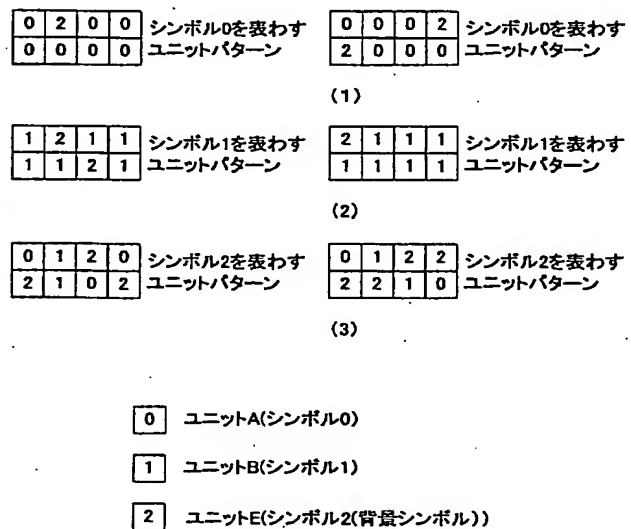 0 2 0 0 シンボル0を表わす 0 0 0 2 シンボル0を表わす
0 0 0 0 ユニットパターン 2 0 0 0 ユニットパターン
(1)
1 2 1 1 シンボル1を表わす 2 1 1 1 シンボル1を表わす
1 1 2 1 ユニットパターン 1 1 1 1 ユニットパターン
(2)
0 1 2 0 シンボル2を表わす 0 1 2 2 シンボル2を表わす
2 1 0 2 ユニットパターン 2 2 1 0 ユニットパターン
(3)
0 ユニットA(シンボル0)
1 ユニットB(シンボル1)
2 ユニットE(シンボル2(背景シンボル))